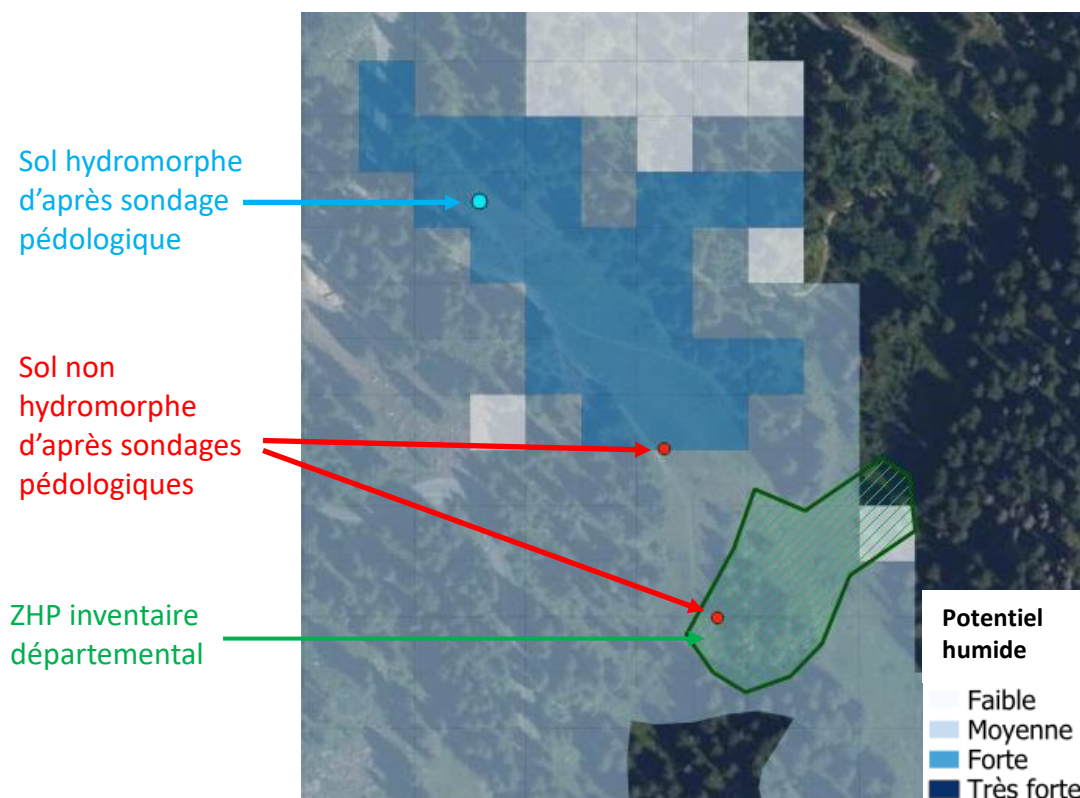 Sol hydromorphe
d’après sondage
pédologique
Sol non
hydromorphe
d’après sondages
pédologiques
ZHP inventaire
départemental
Potentiel
humide
Faible
Moyenne
Forte
Très forte